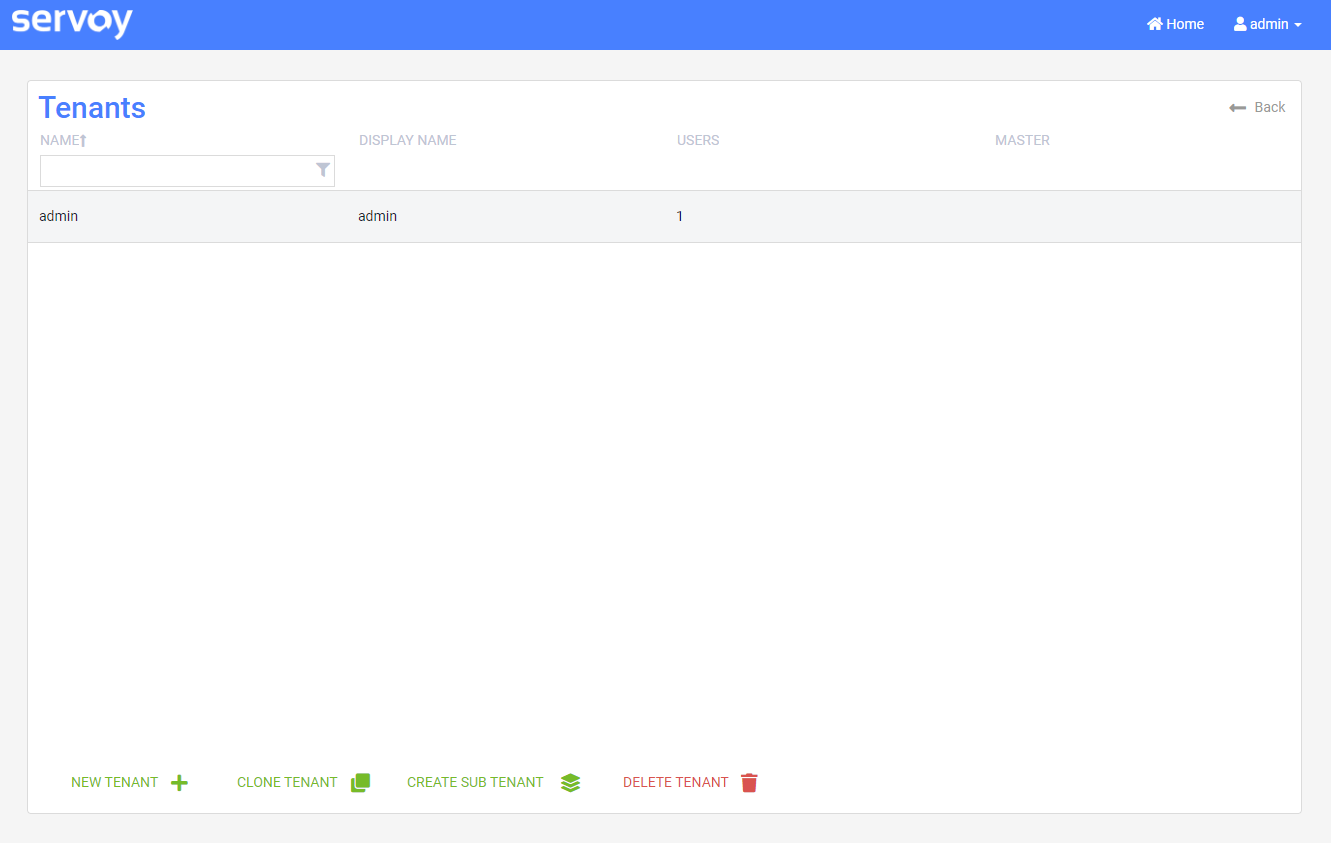 servoy Home admin
Tenants Back
NAME DISPLAY NAME USERS MASTER
admin admin 1
NEW TENANT CLONE TENANT CREATE SUB TENANT DELETE TENANT